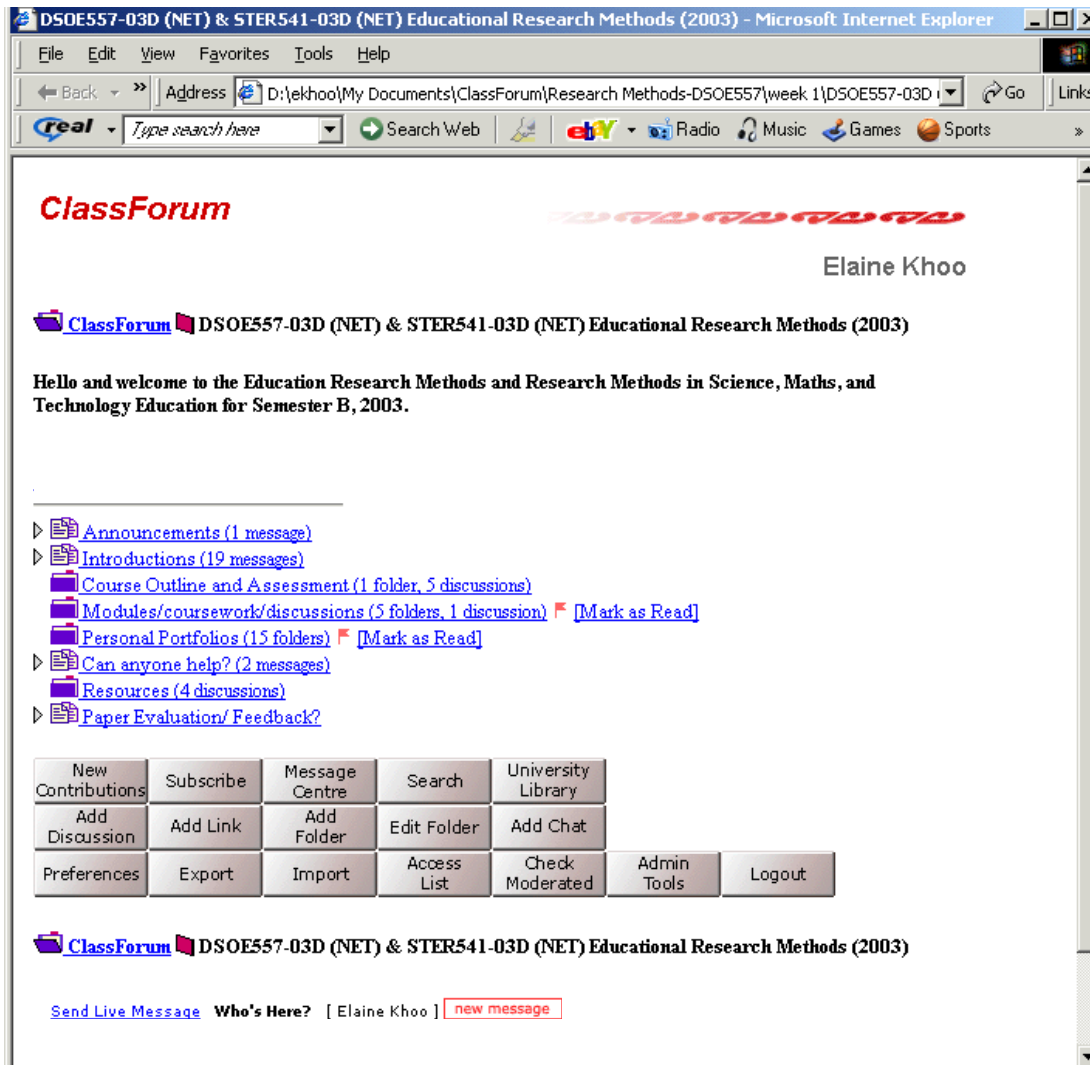 DSOE557-03D (NET) & STER541-03D (NET) Educational Research Methods (2003) - Microsoft Internet Explorer
File Edit View Favorites Tools Help
Back » Address D:\ekhoo\My Documents\ClassForum\Research Methods-DSOE557\week 1\DSOE557-03D Go Links
real Type search here Search Web ebY Radio Music Games Sports »
ClassForum
Elaine Khoo
ClassForum DSOE557-03D (NET) & STER541-03D (NET) Educational Research Methods (2003)
Hello and welcome to the Education Research Methods and Research Methods in Science, Maths, and
Technology Education for Semester B, 2003.
Announcements (1 message)
Introductions (19 messages)
Course Outline and Assessment (1 folder, 5 discussions)
Modules/coursework/discussions (5 folders, 1 discussion) [Mark as Read]
Personal Portfolios (15 folders) [Mark as Read]
Can anyone help? (2 messages)
Resources (4 discussions)
Paper Evaluation/ Feedback?
New Contributions Subscribe Message Centre Search University Library
Add Discussion Add Link Add Folder Edit Folder Add Chat
Preferences Export Import Access List Check Moderated Admin Tools Logout
ClassForum DSOE557-03D (NET) & STER541-03D (NET) Educational Research Methods (2003)
Send Live Message Who's Here? [ Elaine Khoo ] new message